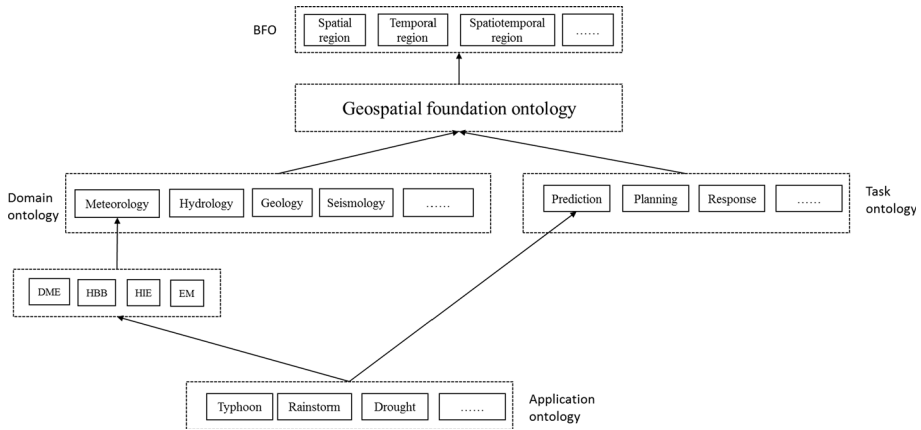 BFO
Spatial
region
Temporal
region
Spatiotemporal
region
......
Geospatial foundation ontology
Domain
ontology
Meteorology
Hydrology
Geology
Seismology
......
Prediction
Planning
Response
......
Task
ontology
DME
HBB
HIE
EM
Typhoon
Rainstorm
Drought
......
Application
ontology